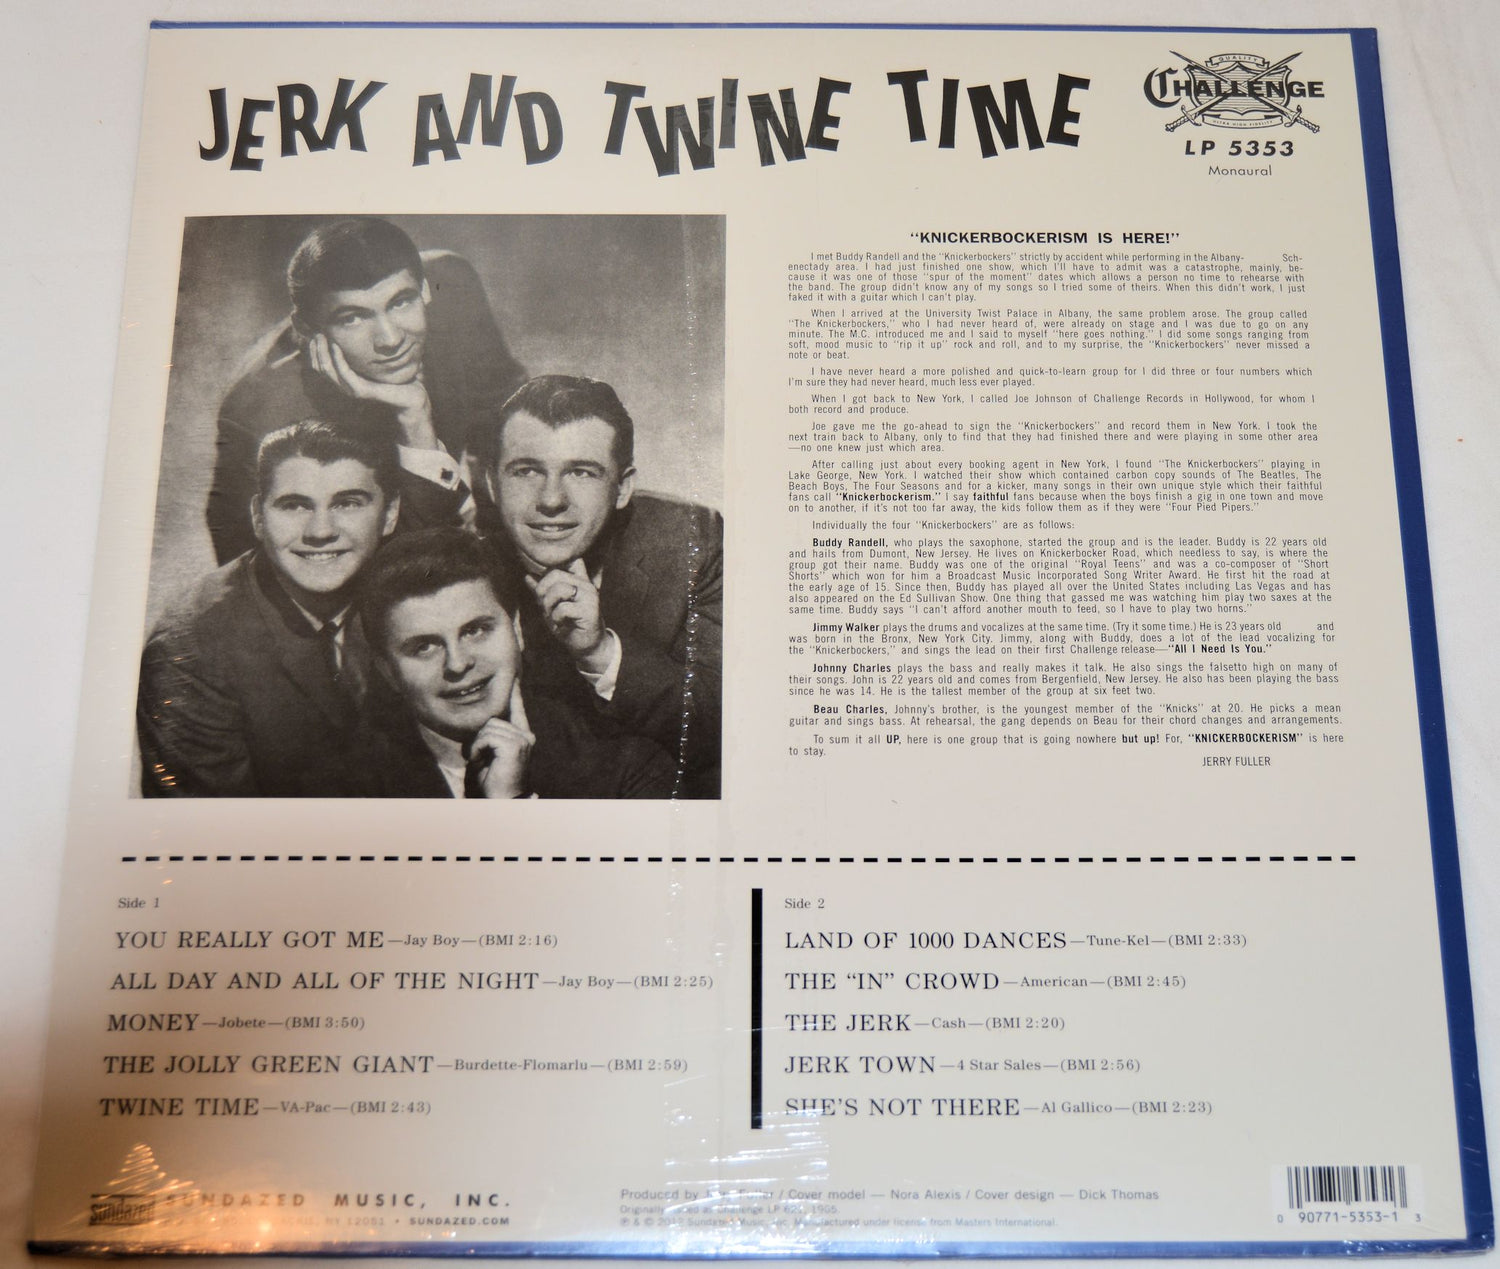 JERK AND TWINE TIME
QUALITY
CHALLENGE
ULTRA HIGH FIDELITY
LP 5353
Monaural
"KNICKERBOCKERISM IS HERE!"
I met Buddy Randell and the "Knickerbockers" strictly by accident while performing in the Albany- Sch-
enectady area. I had just finished one show, which I'll have to admit was a catastrophe, mainly, be-
cause it was one of those "spur of the moment" dates which allows a person no time to rehearse with
the band. The group didn't know any of my songs so I tried some of theirs. When this didn't work, I just
faked it with a guitar which I can't play.
When I arrived at the University Twist Palace in Albany, the same problem arose. The group called
"The Knickerbockers," who I had never heard of, were already on stage and I was due to go on any
minute. The M.C. introduced me and I said to myself "here goes nothing." I did some songs ranging from
soft, mood music to "rip it up" rock and roll, and to my surprise, the "Knickerbockers" never missed a
note or beat.
I have never heard a more polished and quick-to-learn group for I did three or four numbers which
I'm sure they had never heard, much less ever played.
When I got back to New York, I called Joe Johnson of Challenge Records in Hollywood, for whom I
both record and produce.
Joe gave me the go-ahead to sign the "Knickerbockers" and record them in New York. I took the
next train back to Albany, only to find that they had finished there and were playing in some other area
—no one knew just which area.
After calling just about every booking agent in New York, I found "The Knickerbockers" playing in
Lake George, New York. I watched their show which contained carbon copy sounds of The Beatles, The
Beach Boys, The Four Seasons and for a kicker, many songs in their own unique style which their faithful
fans call "Knickerbockerism." I say faithful fans because when the boys finish a gig in one town and move
on to another, if it's not too far away, the kids follow them as if they were "Four Pied Pipers."
Individually the four "Knickerbockers" are as follows:
Buddy Randell, who plays the saxophone, started the group and is the leader. Buddy is 22 years old
and hails from Dumont, New Jersey. He lives on Knickerbocker Road, which needless to say, is where the
group got their name. Buddy was one of the original "Royal Teens" and was a co-composer of "Short
Shorts" which won for him a Broadcast Music Incorporated Song Writer Award. He first hit the road at
the early age of 15. Since then, Buddy has played all over the United States including Las Vegas and has
also appeared on the Ed Sullivan Show. One thing that gassed me was watching him play two saxes at the
same time. Buddy says "I can't afford another mouth to feed, so I have to play two horns."
Jimmy Walker plays the drums and vocalizes at the same time. (Try it some time.) He is 23 years old and
was born in the Bronx, New York City. Jimmy, along with Buddy, does a lot of the lead vocalizing for
the "Knickerbockers," and sings the lead on their first Challenge release—"All I Need Is You."
Johnny Charles plays the bass and really makes it talk. He also sings the falsetto high on many of
their songs. John is 22 years old and comes from Bergenfield, New Jersey. He also has been playing the bass
since he was 14. He is the tallest member of the group at six feet two.
Beau Charles, Johnny's brother, is the youngest member of the "Knicks" at 20. He picks a mean
guitar and sings bass. At rehearsal, the gang depends on Beau for their chord changes and arrangements.
To sum it all UP, here is one group that is going nowhere but up! For, "KNICKERBOCKERISM" is here
to stay.
JERRY FULLER
Side 1
YOU REALLY GOT ME—Jay Boy—(BMI 2:16)
ALL DAY AND ALL OF THE NIGHT—Jay Boy—(BMI 2:25)
MONEY—Jobete—(BMI 3:50)
THE JOLLY GREEN GIANT—Burdette-Flomarlu—(BMI 2:59)
TWINE TIME—VA-Pac—(BMI 2:43)
Side 2
LAND OF 1000 DANCES—Tune-Kel—(BMI 2:33)
THE "IN" CROWD—American—(BMI 2:45)
THE JERK—Cash—(BMI 2:20)
JERK TOWN—4 Star Sales—(BMI 2:56)
SHE'S NOT THERE—Al Gallico—(BMI 2:23)
sundazed SUNDAZED MUSIC, INC.
NY 12051 • SUNDAZED.COM
Produced by Fuller / Cover model — Nora Alexis / Cover design — Dick Thomas
Originally as Challenge LP 1965.
℗ & © Sundazed Music, Inc. Manufactured under license from Masters International.
0 90771-5353-1 3